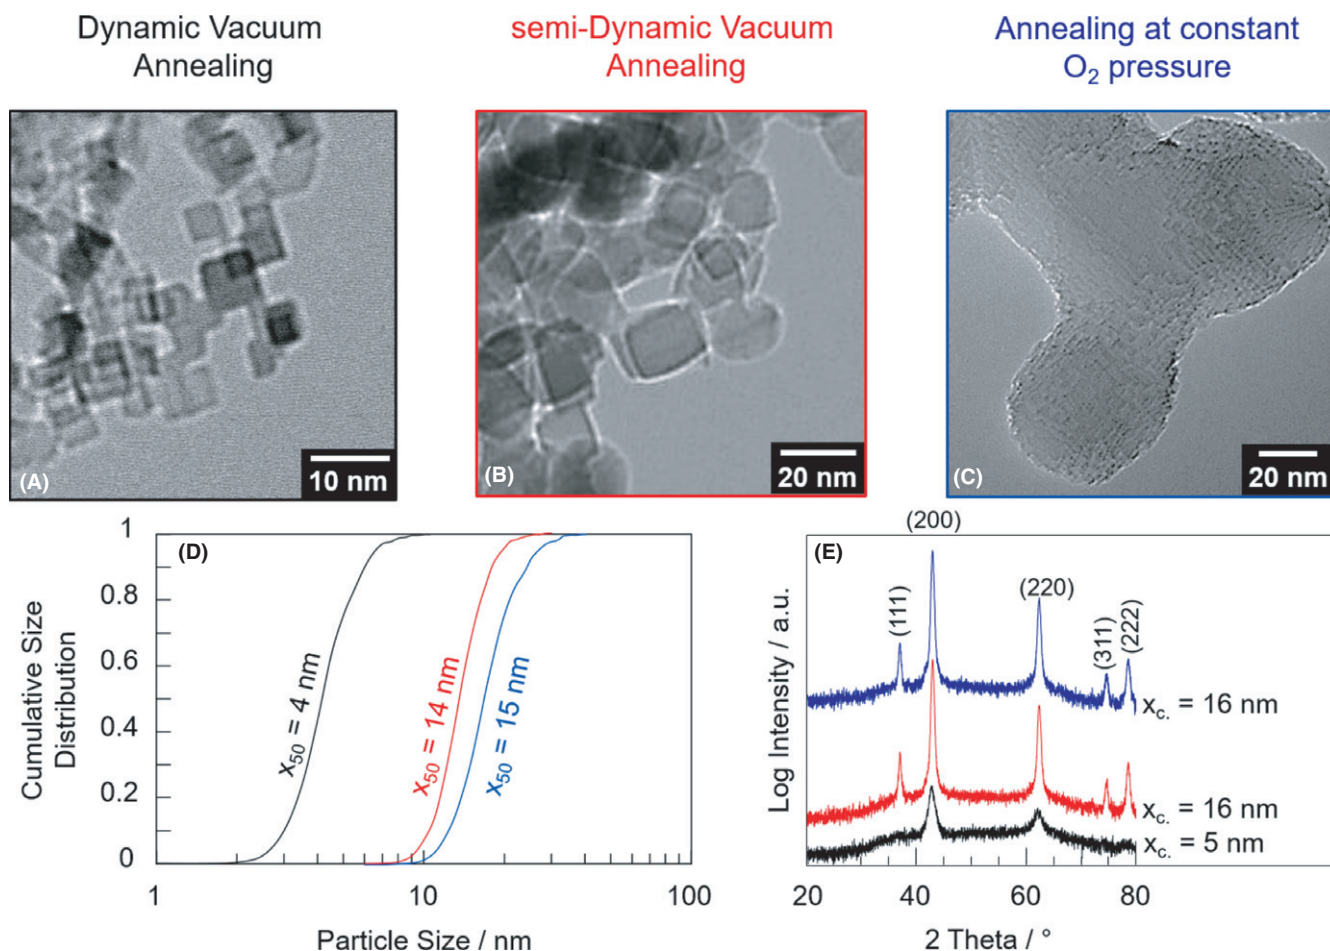 Dynamic Vacuum
Annealing
semi-Dynamic Vacuum
Annealing
Annealing at constant
O₂ pressure
(A)
10 nm
(B)
20 nm
(C)
20 nm
(D)
Cumulative Size
Distribution
1
0.8
0.6
0.4
0.2
0
x₅₀ = 4 nm
x₅₀ = 14 nm
x₅₀ = 15 nm
1
10
100
Particle Size / nm
(E)
Log Intensity / a.u.
(111)
(200)
(220)
(311)
(222)
x_c. = 16 nm
x_c. = 16 nm
x_c. = 5 nm
20
40
60
80
2 Theta / °